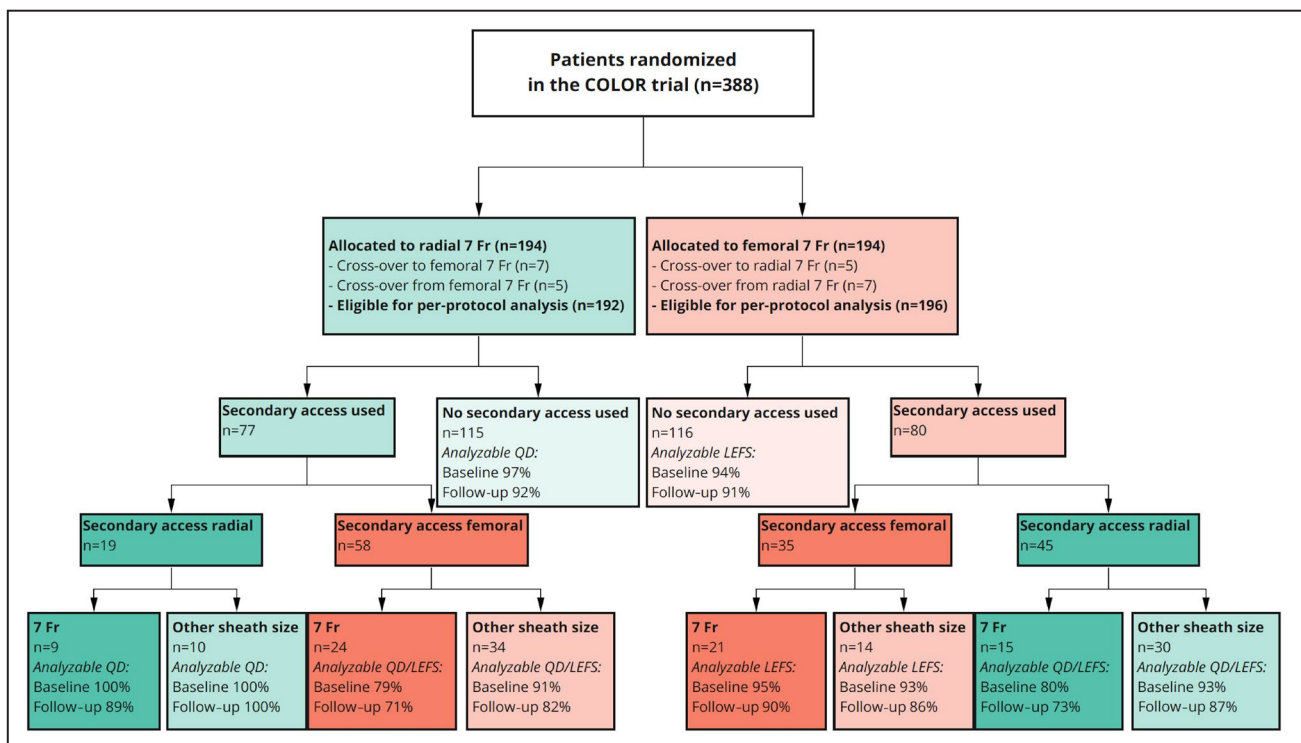 Patients randomized
in the COLOR trial (n=388)
Allocated to radial 7 Fr (n=194)
- Cross-over to femoral 7 Fr (n=7)
- Cross-over from femoral 7 Fr (n=5)
- Eligible for per-protocol analysis (n=192)
Allocated to femoral 7 Fr (n=194)
- Cross-over to radial 7 Fr (n=5)
- Cross-over from radial 7 Fr (n=7)
- Eligible for per-protocol analysis (n=196)
Secondary access used
n=77
No secondary access used
n=115
Analyzable QD:
Baseline 97%
Follow-up 92%
No secondary access used
n=116
Analyzable LEFS:
Baseline 94%
Follow-up 91%
Secondary access used
n=80
Secondary access radial
n=19
Secondary access femoral
n=58
Secondary access femoral
n=35
Secondary access radial
n=45
7 Fr
n=9
Analyzable QD:
Baseline 100%
Follow-up 89%
Other sheath size
n=10
Analyzable QD:
Baseline 100%
Follow-up 100%
7 Fr
n=24
Analyzable QD/LEFS:
Baseline 79%
Follow-up 71%
Other sheath size
n=34
Analyzable QD/LEFS:
Baseline 91%
Follow-up 82%
7 Fr
n=21
Analyzable LEFS:
Baseline 95%
Follow-up 90%
Other sheath size
n=14
Analyzable LEFS:
Baseline 93%
Follow-up 86%
7 Fr
n=15
Analyzable QD/LEFS:
Baseline 80%
Follow-up 73%
Other sheath size
n=30
Analyzable QD/LEFS:
Baseline 93%
Follow-up 87%